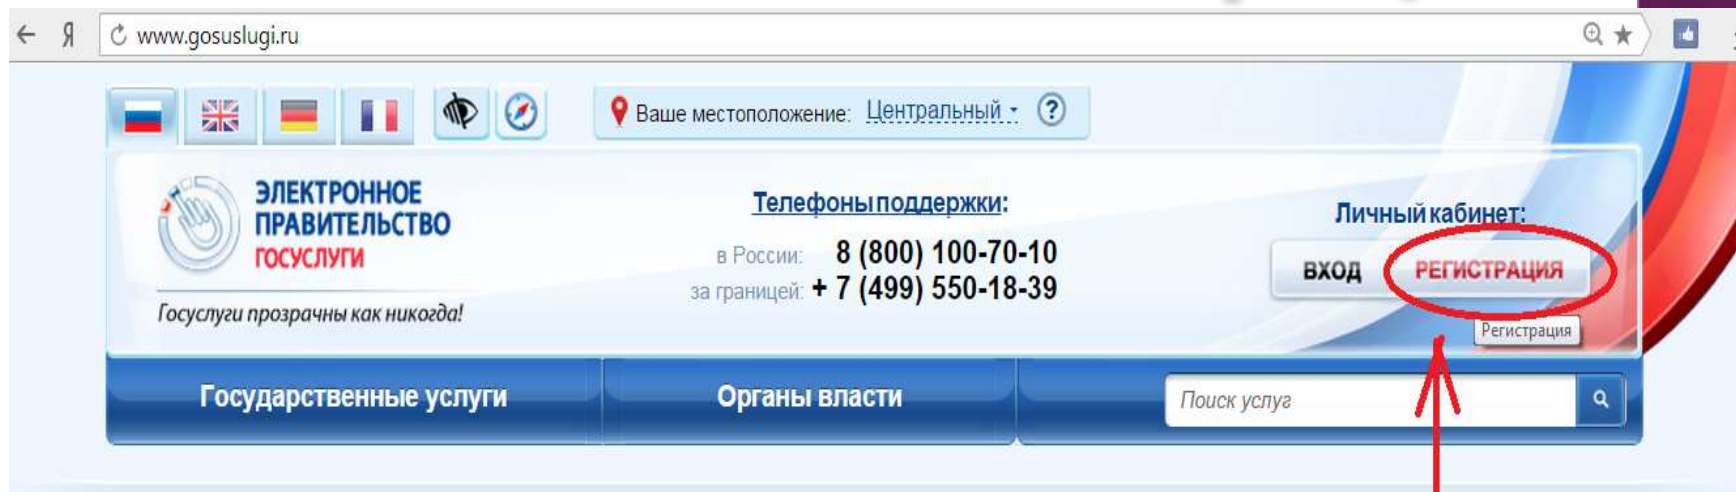 Я www.gosuslugi.ru
Ваше местоположение: Центральный
ЭЛЕКТРОННОЕ
ПРАВИТЕЛЬСТВО
ГОСУСЛУГИ
Госуслуги прозрачны как никогда!
Телефоны поддержки:
в России: 8 (800) 100-70-10
за границей: + 7 (499) 550-18-39
Личный кабинет:
ВХОД РЕГИСТРАЦИЯ
Регистрация
Государственные услуги Органы власти Поиск услуг